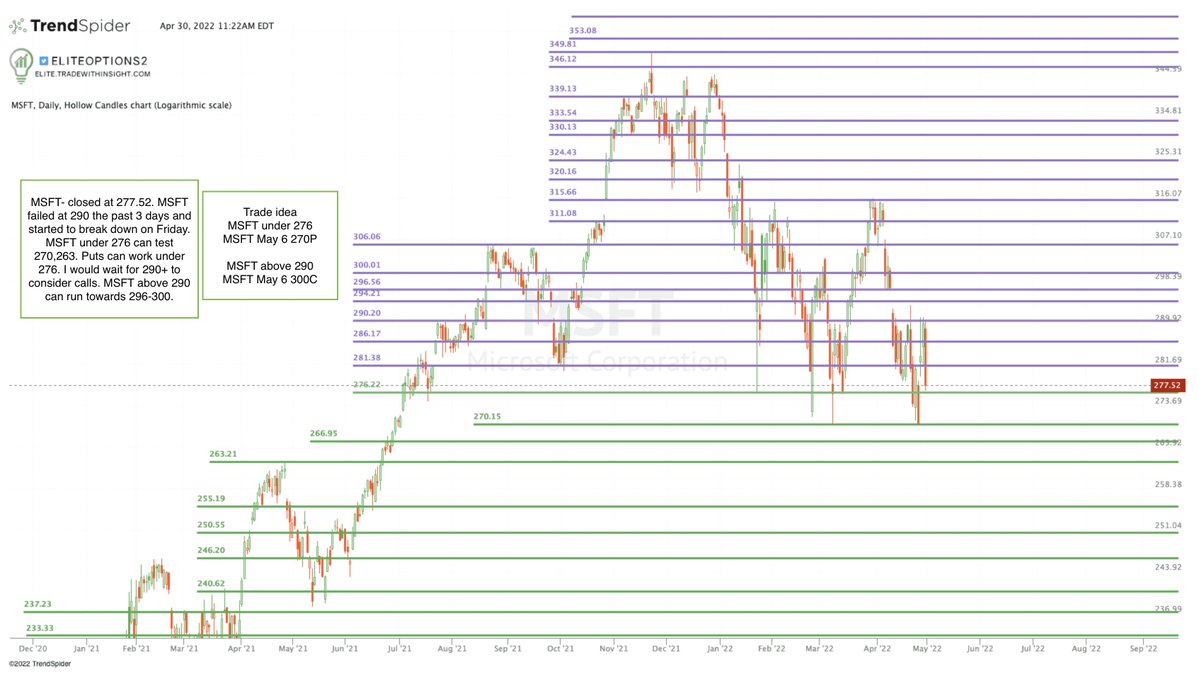 TrendSpider
Apr 30, 2022 11:22AM EDT
ELITEOPTIONS2
ELITE.TRADEWITHINSIGHT.COM
MSFT, Daily, Hollow Candles chart (Logarithmic scale)
MSFT- closed at 277.52. MSFT
failed at 290 the past 3 days and
started to break down on Friday.
MSFT under 276 can test
270,263. Puts can work under
276. I would wait for 290+ to
consider calls. MSFT above 290
can run towards 296-300.
Trade idea
MSFT under 276
MSFT May 6 270P
MSFT above 290
MSFT May 6 300C
MSFT
Microsoft Corporation
353.08
349.81
346.12
339.13
333.54
330.13
324.43
320.16
315.66
311.08
306.06
300.01
296.56
294.21
290.20
286.17
281.38
276.22
270.15
266.95
263.21
255.19
250.55
246.20
240.62
237.23
233.33
344.59
334.81
325.31
316.07
307.10
298.39
289.92
281.69
277.52
273.69
265.92
258.38
251.04
243.92
236.99
Dec '20
Jan '21
Feb '21
Mar '21
Apr '21
May '21
Jun '21
Jul '21
Aug '21
Sep '21
Oct '21
Nov '21
Dec '21
Jan '22
Feb '22
Mar '22
Apr '22
May '22
Jun '22
Jul '22
Aug '22
Sep '22
©2022 TrendSpider